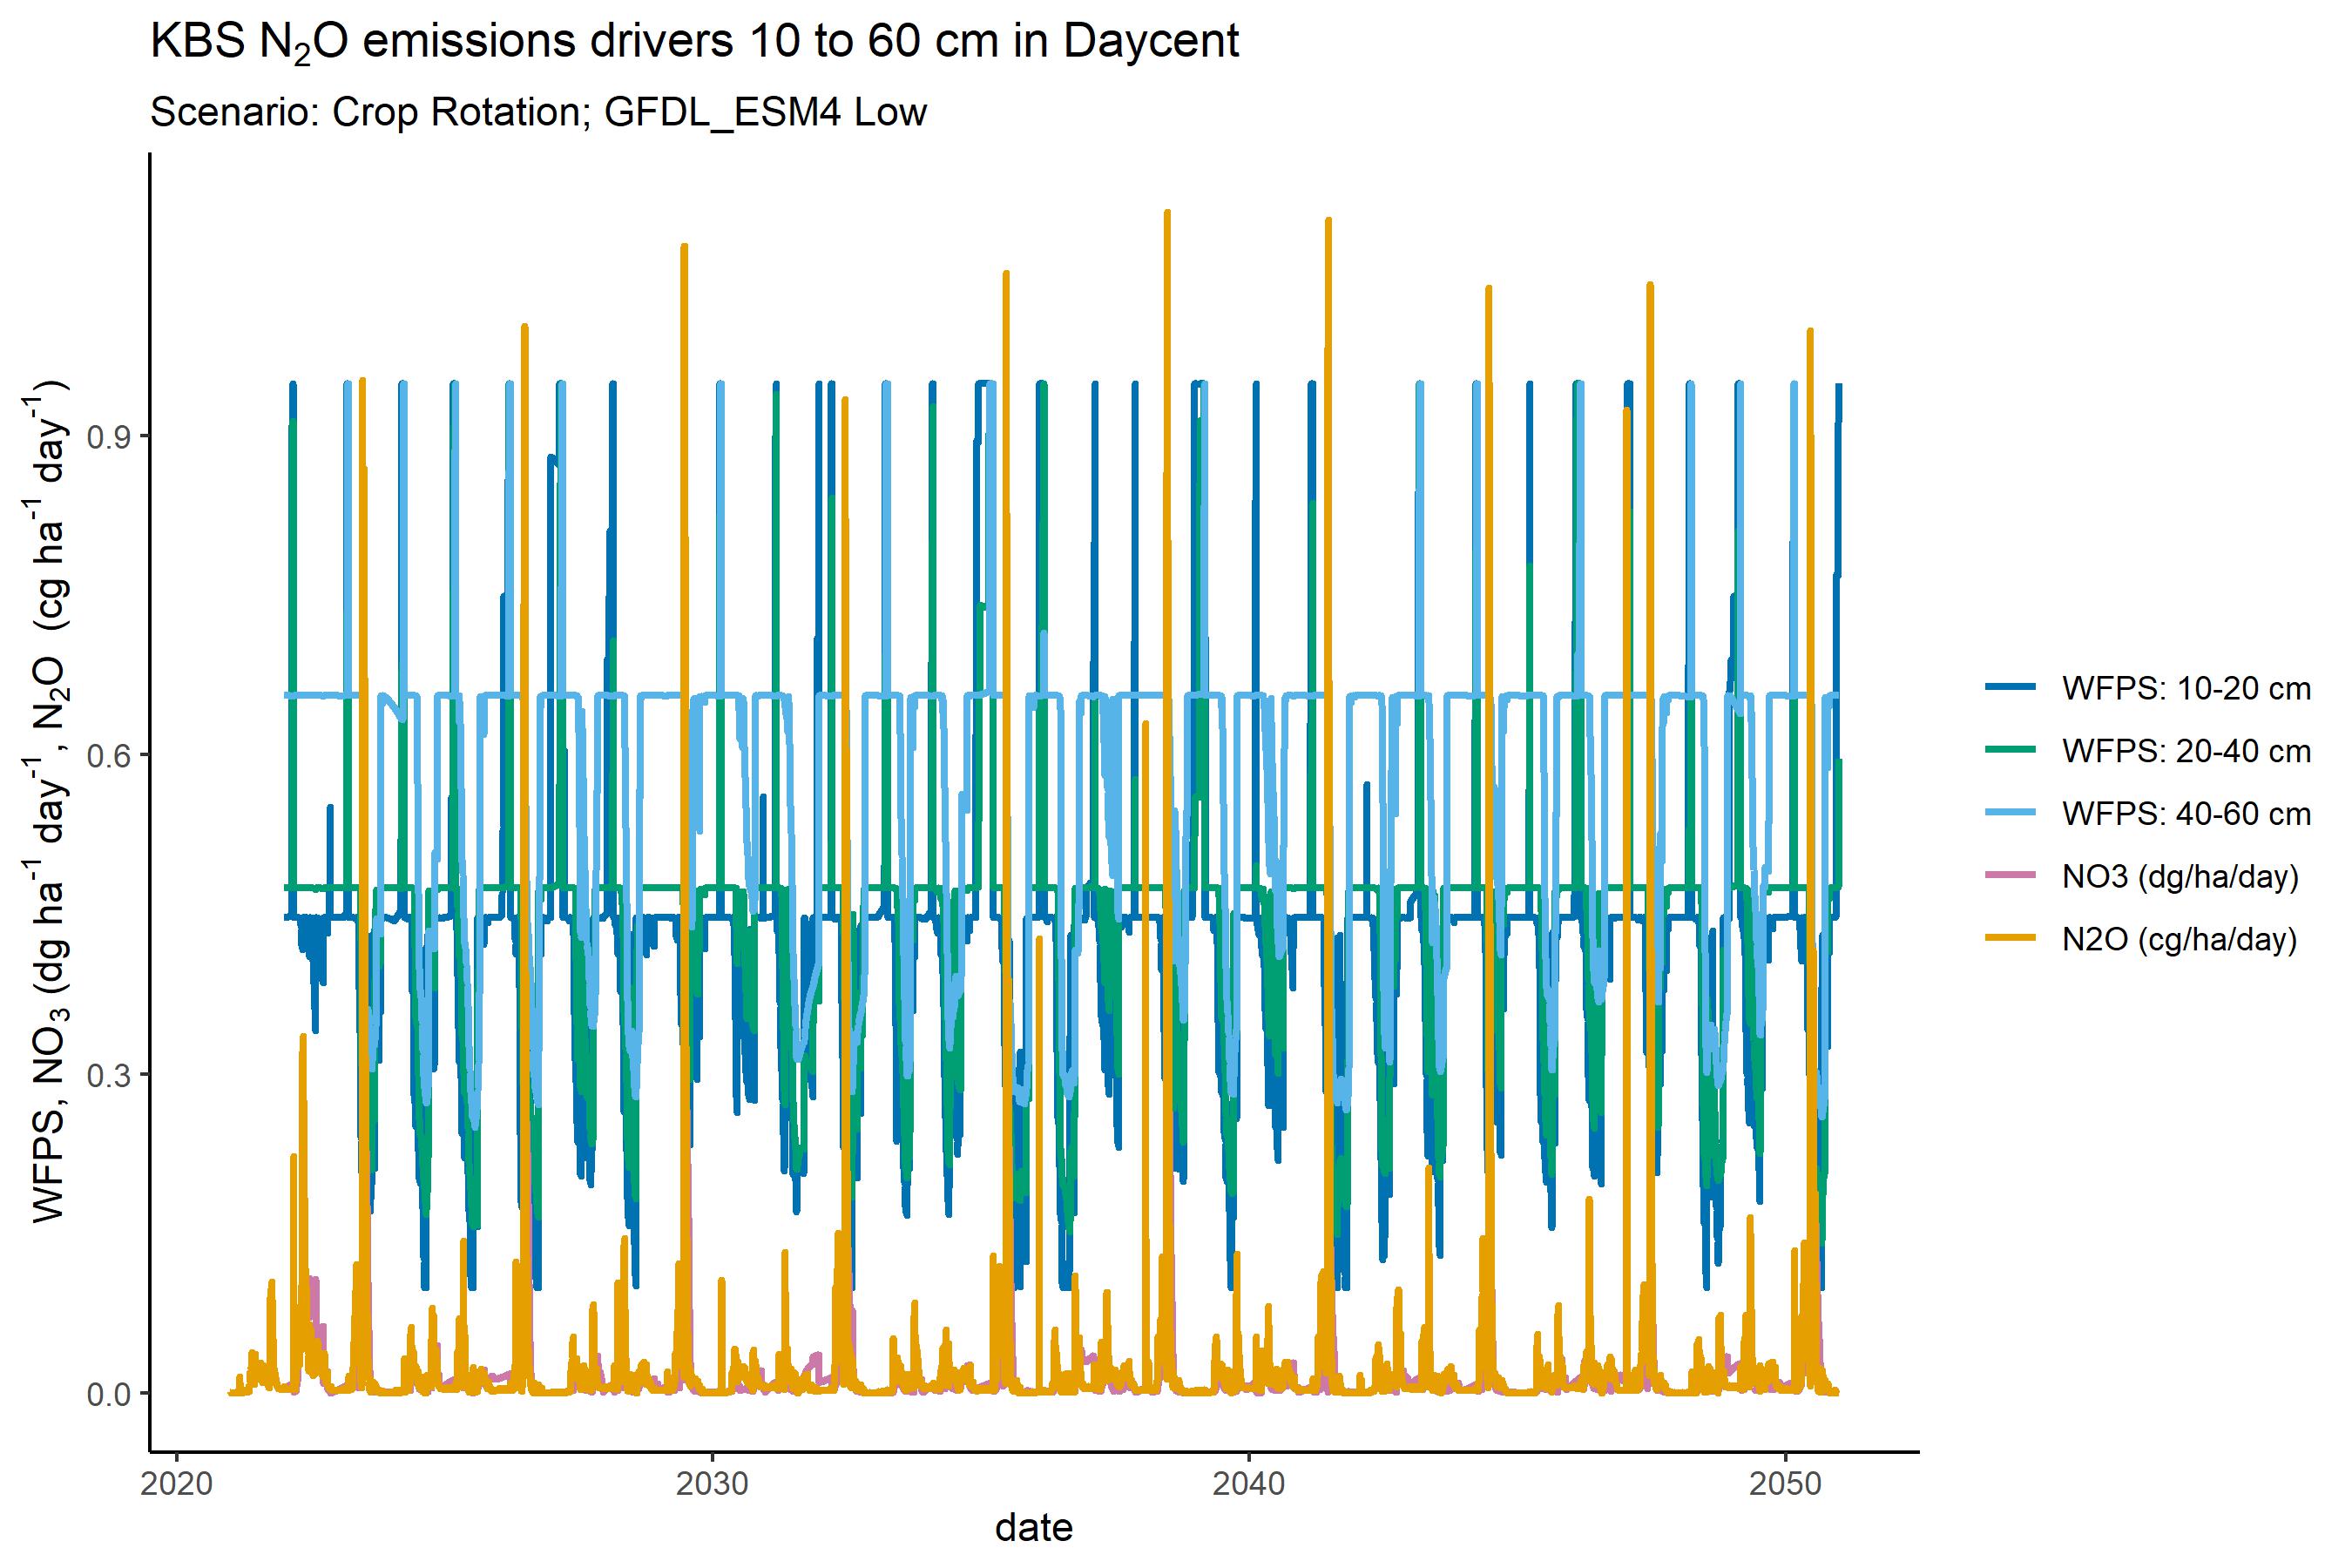 KBS N₂O emissions drivers 10 to 60 cm in Daycent
Scenario: Crop Rotation; GFDL_ESM4 Low
WFPS, NO₃ (dg ha⁻¹ day⁻¹, N₂O (cg ha⁻¹ day⁻¹)
0.9
0.6
0.3
0.0
2020 2030 2040 2050
date
WFPS: 10-20 cm
WFPS: 20-40 cm
WFPS: 40-60 cm
NO3 (dg/ha/day)
N2O (cg/ha/day)